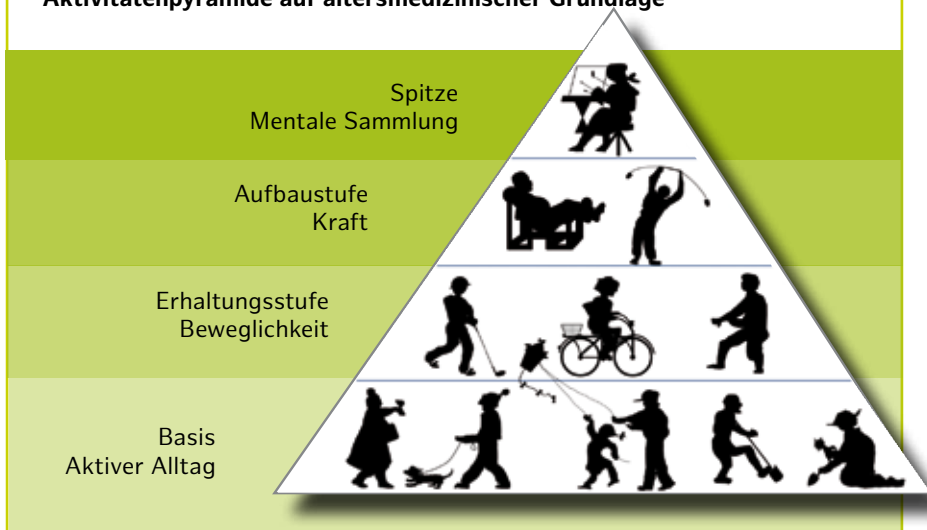 Aktivitätenpyramide auf altersmedizinischer Grundlage
Spitze
Mentale Sammlung
Aufbaustufe
Kraft
Erhaltungsstufe
Beweglichkeit
Basis
Aktiver Alltag